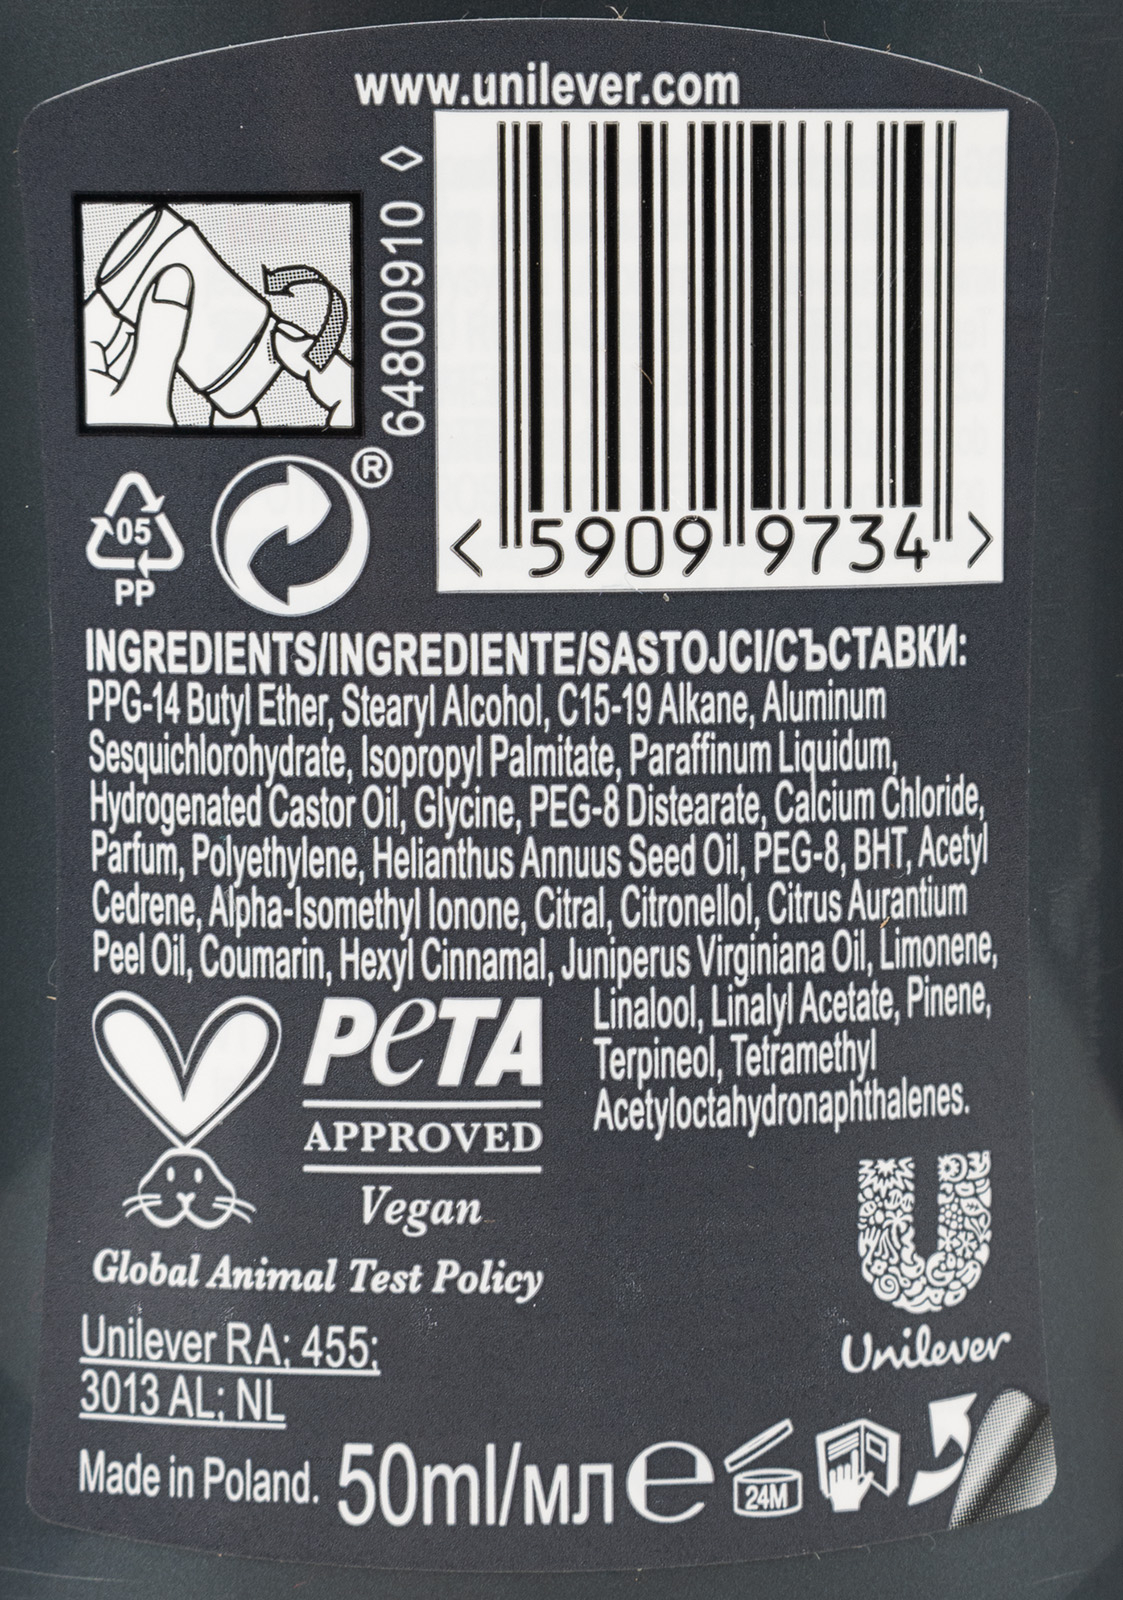 www.unilever.com
64800910 ◊
< 5909 9734 >
05
PP
®
INGREDIENTS/INGREDIENTE/SASTOJCI/СЪСТАВКИ:
PPG-14 Butyl Ether, Stearyl Alcohol, C15-19 Alkane, Aluminum
Sesquichlorohydrate, Isopropyl Palmitate, Paraffinum Liquidum,
Hydrogenated Castor Oil, Glycine, PEG-8 Distearate, Calcium Chloride,
Parfum, Polyethylene, Helianthus Annuus Seed Oil, PEG-8, BHT, Acetyl
Cedrene, Alpha-Isomethyl Ionone, Citral, Citronellol, Citrus Aurantium
Peel Oil, Coumarin, Hexyl Cinnamal, Juniperus Virginiana Oil, Limonene,
Linalool, Linalyl Acetate, Pinene,
Terpineol, Tetramethyl
Acetyloctahydronaphthalenes.
PeTA
APPROVED
Vegan
Global Animal Test Policy
Unilever
Unilever RA; 455;
3013 AL; NL
Made in Poland. 50ml/мл ℮ 24M